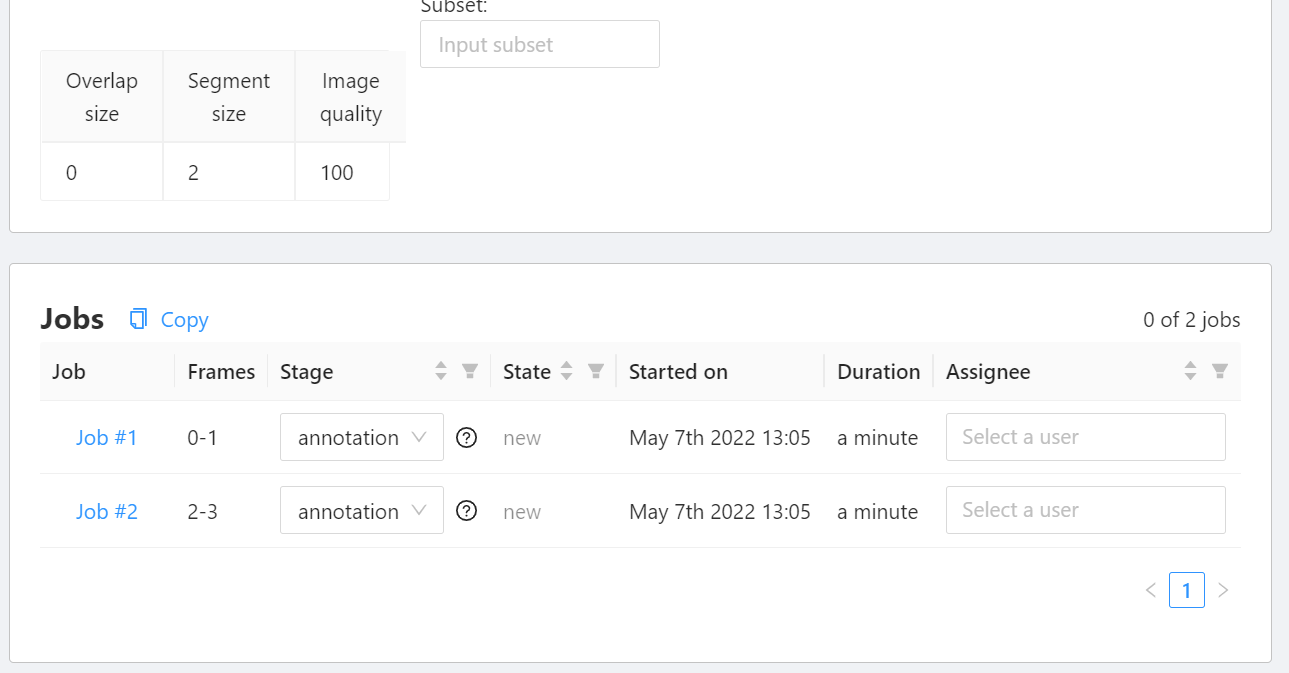 Subset:
Input subset
Overlap size
Segment size
Image quality
0 2 100
Jobs Copy 0 of 2 jobs
Job Frames Stage State Started on Duration Assignee
Job #1 0-1 annotation new May 7th 2022 13:05 a minute Select a user
Job #2 2-3 annotation new May 7th 2022 13:05 a minute Select a user
< 1 >